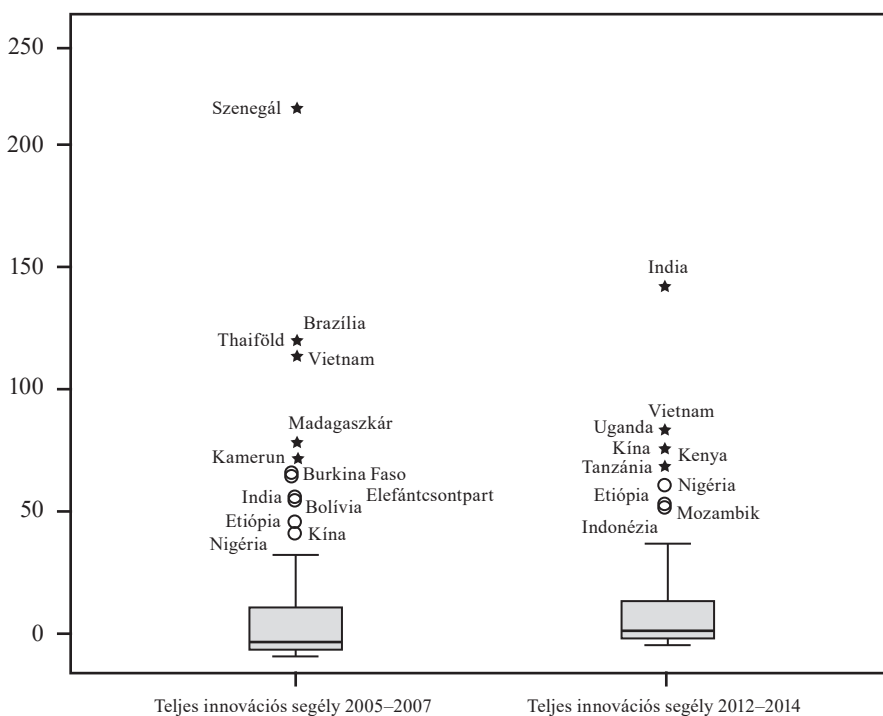 250
200
150
100
50
0
Szenegál
Brazília
Thaiföld
Vietnam
Madagaszkár
Kamerun
Burkina Faso
Elefántcsontpart
India
Bolívia
Etiópia
Kína
Nigéria
India
Vietnam
Uganda
Kína
Kenya
Tanzánia
Nigéria
Etiópia
Mozambik
Indonézia
Teljes innovációs segély 2005–2007
Teljes innovációs segély 2012–2014